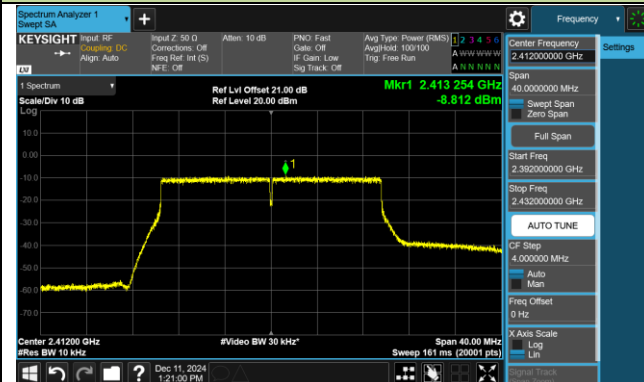 Spectrum Analyzer 1
Swept SA
+
Frequency
KEYSIGHT
Input: RF
Coupling: DC
Align: Auto
Input Z: 50 Ω
Corrections: Off
Freq Ref: Int (S)
NFE: Off
Atten: 10 dB
PNO: Fast
Gate: Off
IF Gain: Low
Sig Track: Off
Avg Type: Power (RMS)
Avg|Hold: 100/100
Trig: Free Run
1 2 3 4 5 6
A W W W W W
A N N N N N
LXI
1 Spectrum
Scale/Div 10 dB
Log
Ref Lvl Offset 21.00 dB
Ref Level 20.00 dBm
Mkr1 2.413 254 GHz
-8.812 dBm
10.0
0.00
-10.0
-20.0
-30.0
-40.0
-50.0
-60.0
-70.0
1
Center 2.41200 GHz
#Res BW 10 kHz
#Video BW 30 kHz*
Span 40.00 MHz
Sweep 161 ms (20001 pts)
Center Frequency
2.412000000 GHz
Span
40.0000000 MHz
Swept Span
Zero Span
Full Span
Start Freq
2.392000000 GHz
Stop Freq
2.432000000 GHz
AUTO TUNE
CF Step
4.000000 MHz
Auto
Man
Freq Offset
0 Hz
X Axis Scale
Log
Lin
Signal Track
Settings
?
Dec 11, 2024
1:21:00 PM